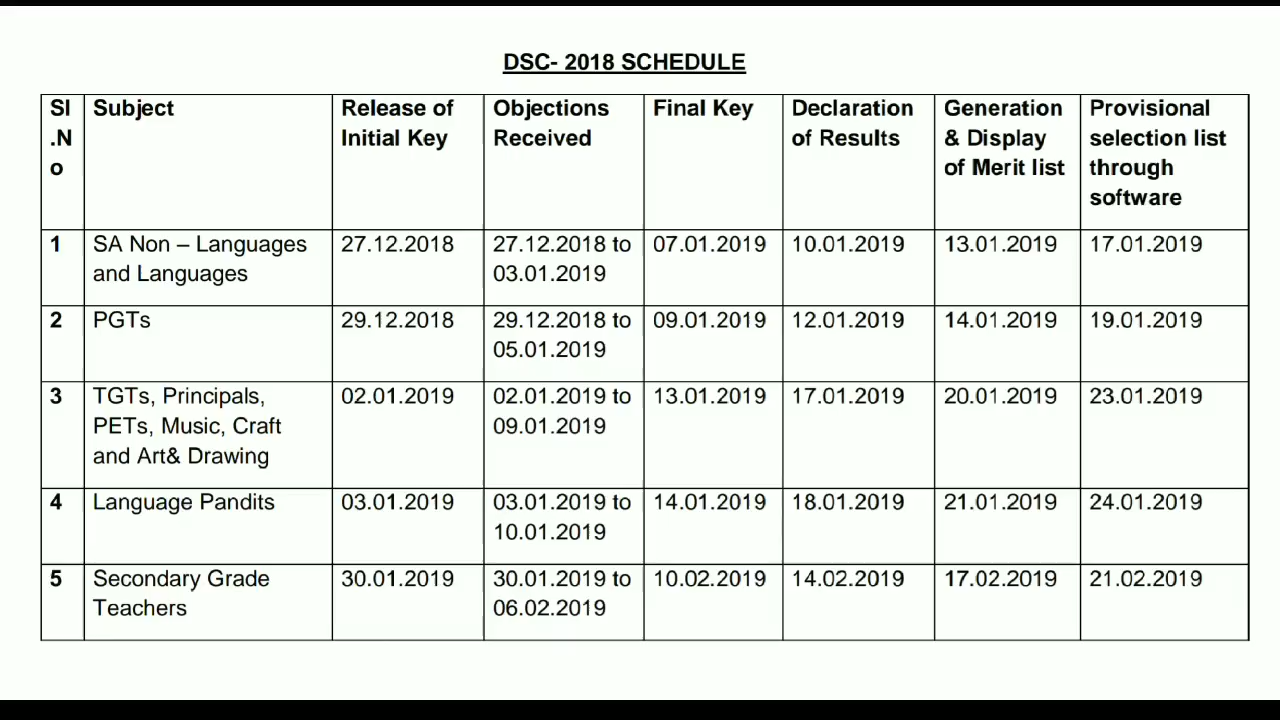 DSC- 2018 SCHEDULE
Sl .N o | Subject | Release of Initial Key | Objections Received | Final Key | Declaration of Results | Generation & Display of Merit list | Provisional selection list through software
1 | SA Non – Languages and Languages | 27.12.2018 | 27.12.2018 to 03.01.2019 | 07.01.2019 | 10.01.2019 | 13.01.2019 | 17.01.2019
2 | PGTs | 29.12.2018 | 29.12.2018 to 05.01.2019 | 09.01.2019 | 12.01.2019 | 14.01.2019 | 19.01.2019
3 | TGTs, Principals, PETs, Music, Craft and Art& Drawing | 02.01.2019 | 02.01.2019 to 09.01.2019 | 13.01.2019 | 17.01.2019 | 20.01.2019 | 23.01.2019
4 | Language Pandits | 03.01.2019 | 03.01.2019 to 10.01.2019 | 14.01.2019 | 18.01.2019 | 21.01.2019 | 24.01.2019
5 | Secondary Grade Teachers | 30.01.2019 | 30.01.2019 to 06.02.2019 | 10.02.2019 | 14.02.2019 | 17.02.2019 | 21.02.2019